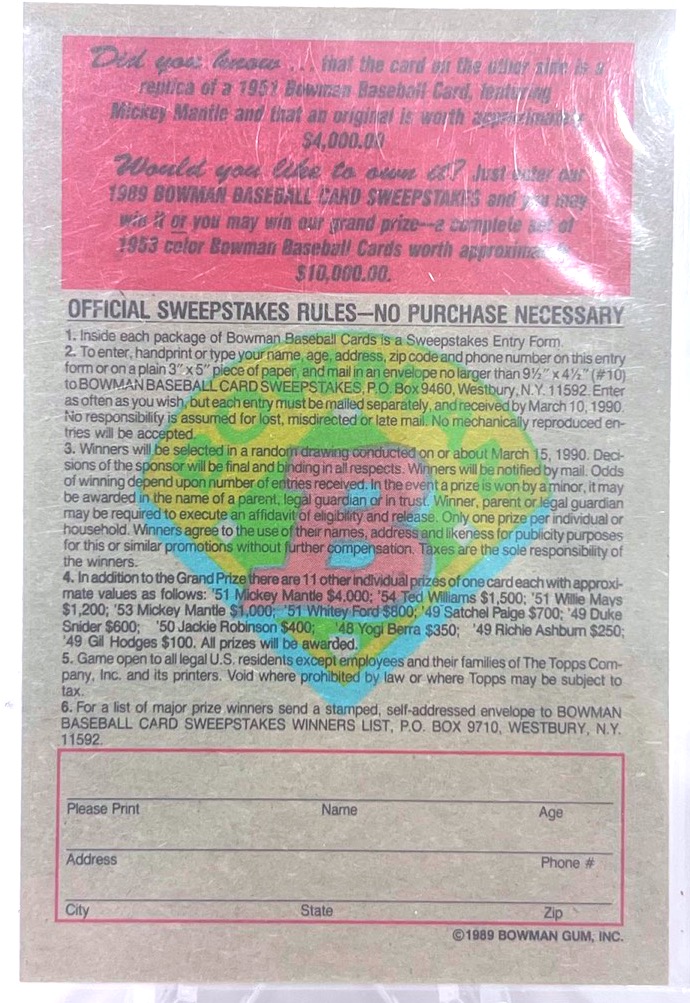 Did you know . . . that the card on the other side is a
replica of a 1951 Bowman Baseball Card, featuring
Mickey Mantle and that an original is worth approximately
$4,000.00
Would you like to own it? Just enter our
1989 BOWMAN BASEBALL CARD SWEEPSTAKES and you may
win it or you may win our grand prize—a complete set of
1953 color Bowman Baseball Cards worth approximately
$10,000.00.
OFFICIAL SWEEPSTAKES RULES—NO PURCHASE NECESSARY
1. Inside each package of Bowman Baseball Cards is a Sweepstakes Entry Form.
2. To enter, handprint or type your name, age, address, zip code and phone number on this entry
form or on a plain 3" x 5" piece of paper, and mail in an envelope no larger than 9½" x 4½" (#10)
to BOWMAN BASEBALL CARD SWEEPSTAKES, P.O. Box 9460, Westbury, N.Y. 11592. Enter
as often as you wish, but each entry must be mailed separately, and received by March 10, 1990.
No responsibility is assumed for lost, misdirected or late mail. No mechanically reproduced en-
tries will be accepted.
3. Winners will be selected in a random drawing conducted on or about March 15, 1990. Deci-
sions of the sponsor will be final and binding in all respects. Winners will be notified by mail. Odds
of winning depend upon number of entries received. In the event a prize is won by a minor, it may
be awarded in the name of a parent, legal guardian or in trust. Winner, parent or legal guardian
may be required to execute an affidavit of eligibility and release. Only one prize per individual or
household. Winners agree to the use of their names, address and likeness for publicity purposes
for this or similar promotions without further compensation. Taxes are the sole responsibility of
the winners.
4. In addition to the Grand Prize there are 11 other individual prizes of one card each with approxi-
mate values as follows: '51 Mickey Mantle $4,000; '54 Ted Williams $1,500; '51 Willie Mays
$1,200; '53 Mickey Mantle $1,000; '51 Whitey Ford $800; '49 Satchel Paige $700; '49 Duke
Snider $600; '50 Jackie Robinson $400; '48 Yogi Berra $350; '49 Richie Ashburn $250;
'49 Gil Hodges $100. All prizes will be awarded.
5. Game open to all legal U.S. residents except employees and their families of The Topps Com-
pany, Inc. and its printers. Void where prohibited by law or where Topps may be subject to
tax.
6. For a list of major prize winners send a stamped, self-addressed envelope to BOWMAN
BASEBALL CARD SWEEPSTAKES WINNERS LIST, P.O. BOX 9710, WESTBURY, N.Y.
11592.
Please Print Name Age
Address Phone #
City State Zip
©1989 BOWMAN GUM, INC.